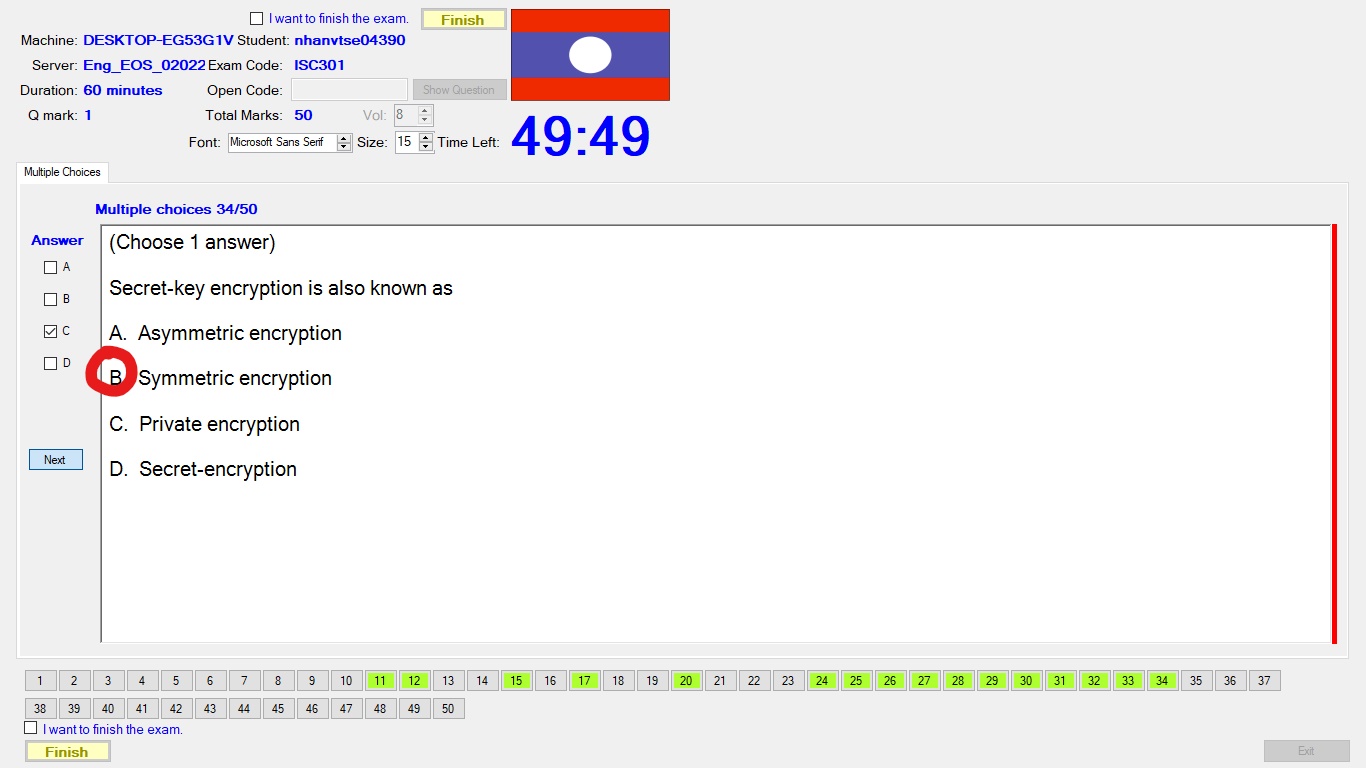 I want to finish the exam. Finish
Machine: DESKTOP-EG53G1V Student: nhanvtse04390
Server: Eng_EOS_02022 Exam Code: ISC301
Duration: 60 minutes Open Code: Show Question
Q mark: 1 Total Marks: 50 Vol: 8
Font: Microsoft Sans Serif Size: 15 Time Left: 49:49
Multiple Choices
Multiple choices 34/50
Answer
A
B
C
D
Next
(Choose 1 answer)
Secret-key encryption is also known as
A. Asymmetric encryption
B. Symmetric encryption
C. Private encryption
D. Secret-encryption
1 2 3 4 5 6 7 8 9 10 11 12 13 14 15 16 17 18 19 20 21 22 23 24 25 26 27 28 29 30 31 32 33 34 35 36 37
38 39 40 41 42 43 44 45 46 47 48 49 50
I want to finish the exam.
Finish
Exit